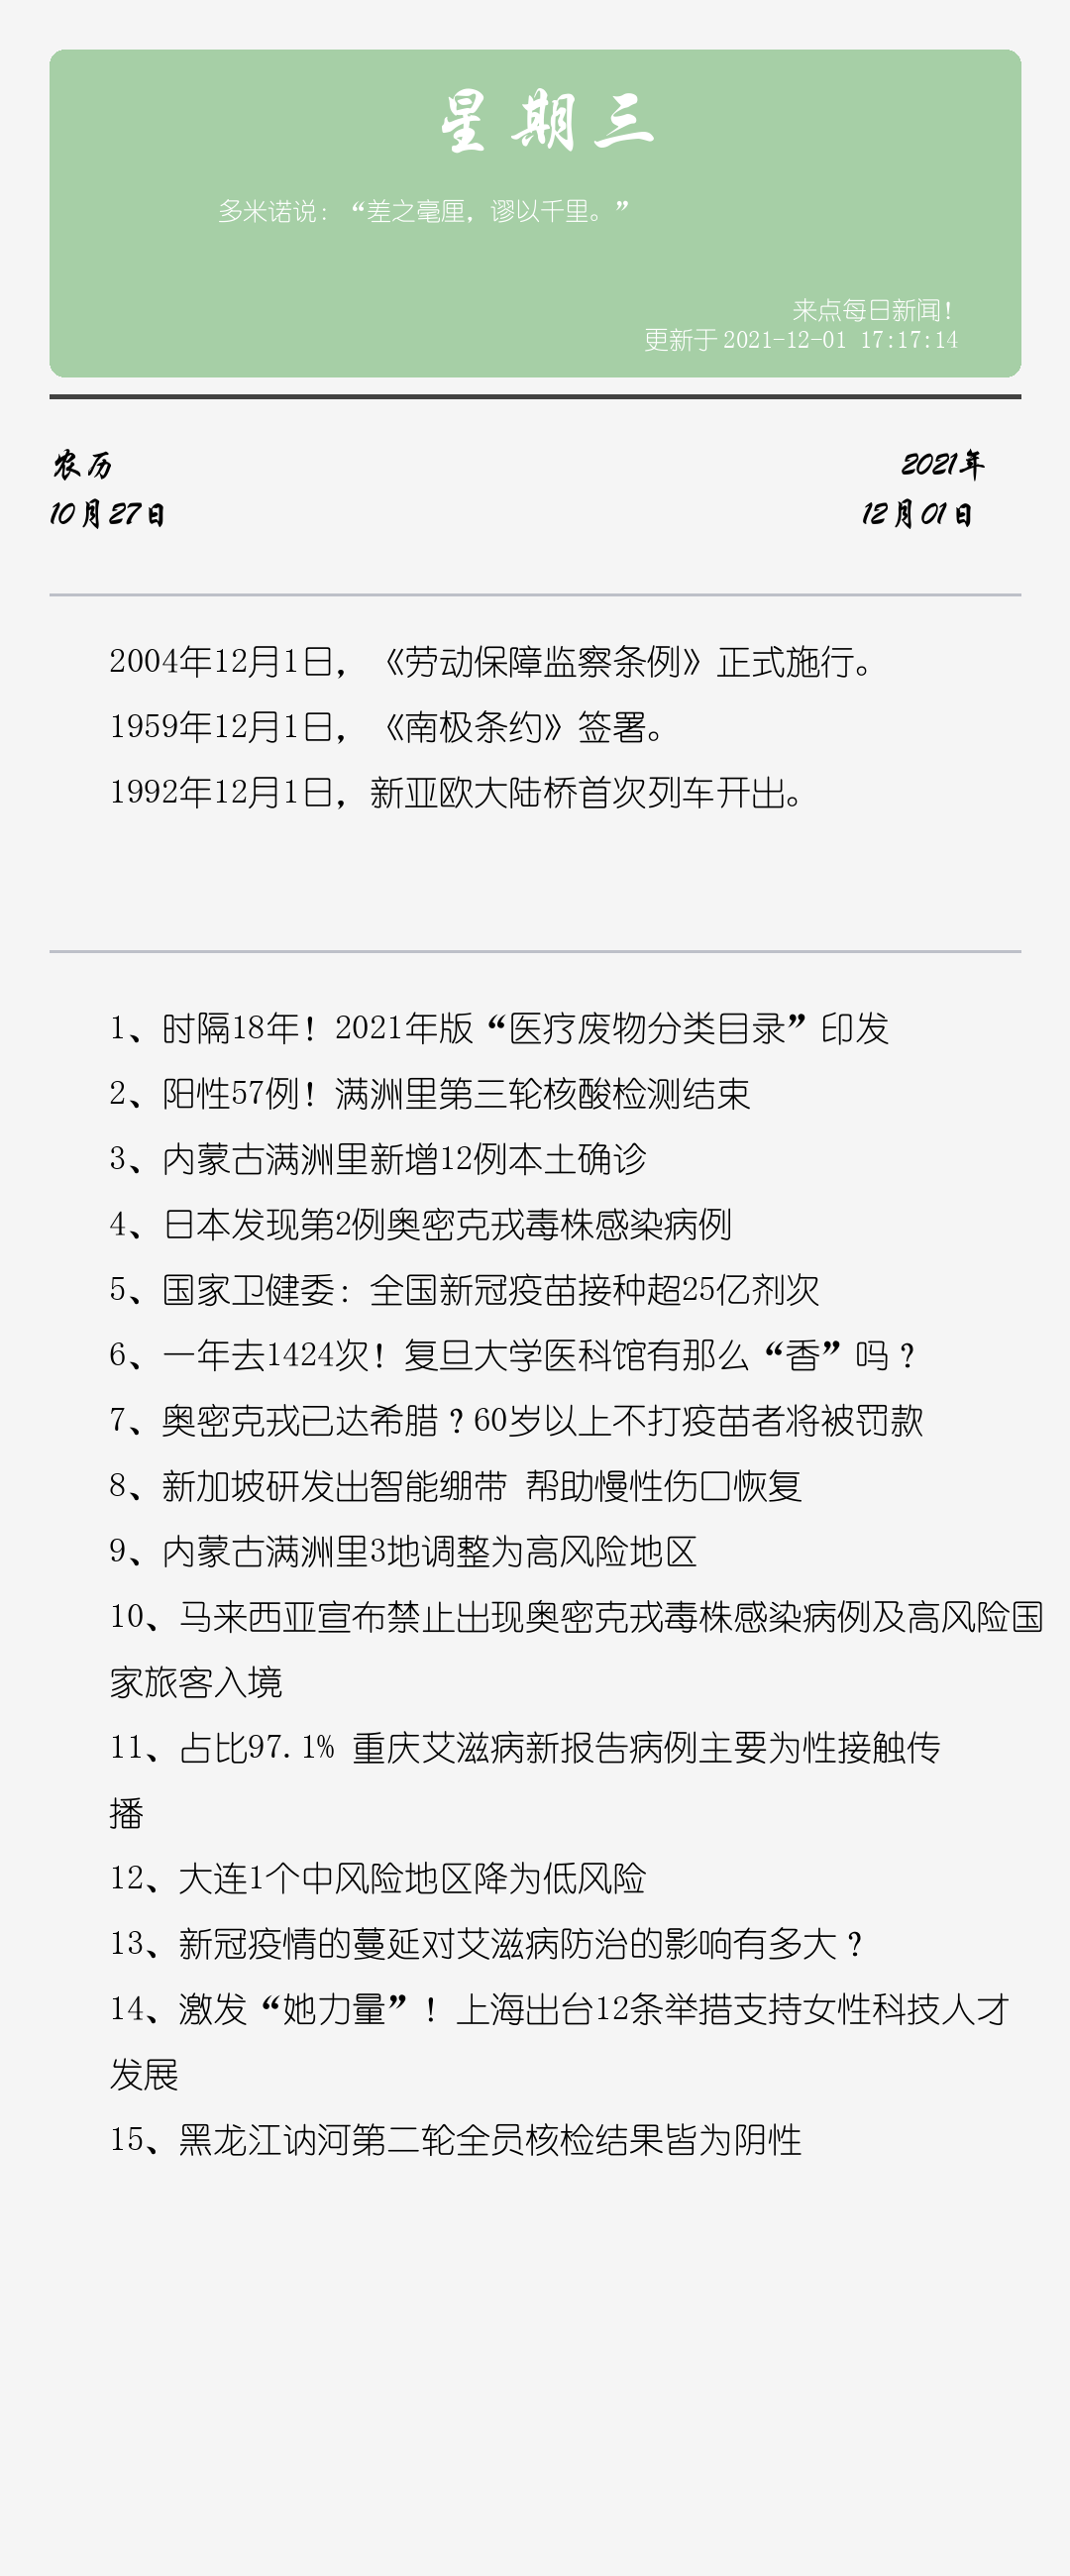 星期三
多米诺说：“差之毫厘，谬以千里。”
来点每日新闻！
更新于 2021-12-01 17:17:14
农历
2021年
10月27日
12月01日
2004年12月1日，《劳动保障监察条例》正式施行。
1959年12月1日，《南极条约》签署。
1992年12月1日，新亚欧大陆桥首次列车开出。
1、时隔18年！2021年版“医疗废物分类目录”印发
2、阳性57例！满洲里第三轮核酸检测结束
3、内蒙古满洲里新增12例本土确诊
4、日本发现第2例奥密克戎毒株感染病例
5、国家卫健委：全国新冠疫苗接种超25亿剂次
6、一年去1424次！复旦大学医科馆有那么“香”吗？
7、奥密克戎已达希腊？60岁以上不打疫苗者将被罚款
8、新加坡研发出智能绷带 帮助慢性伤口恢复
9、内蒙古满洲里3地调整为高风险地区
10、马来西亚宣布禁止出现奥密克戎毒株感染病例及高风险国
家旅客入境
11、占比97.1% 重庆艾滋病新报告病例主要为性接触传
播
12、大连1个中风险地区降为低风险
13、新冠疫情的蔓延对艾滋病防治的影响有多大？
14、激发“她力量”！上海出台12条举措支持女性科技人才
发展
15、黑龙江讷河第二轮全员核检结果皆为阴性